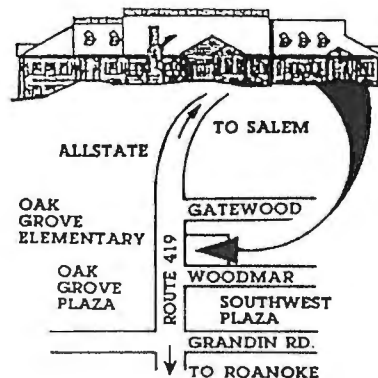 TO SALEM
ALLSTATE
OAK
GROVE
ELEMENTARY
GATEWOOD
ROUTE 419
OAK
GROVE
PLAZA
WOODMAR
SOUTHWEST
PLAZA
GRANDIN RD.
TO ROANOKE